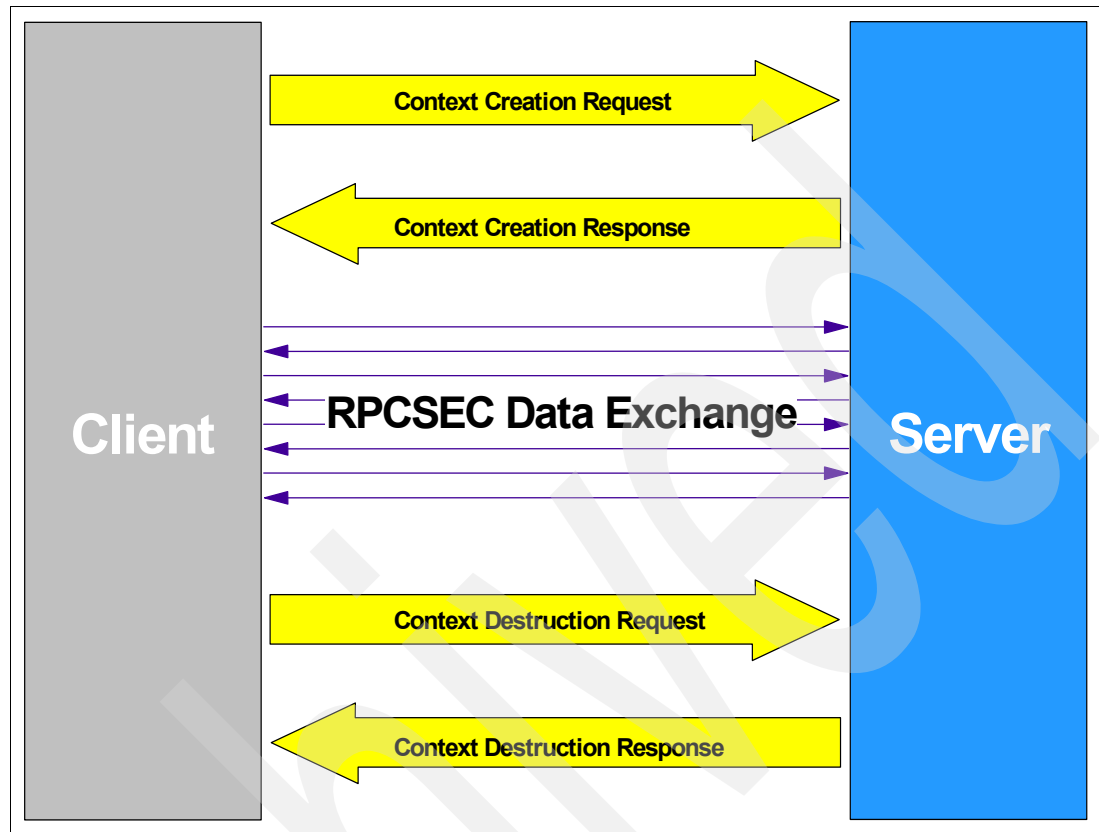 Context Creation Request
Context Creation Response
Client
RPCSEC Data Exchange
Server
Context Destruction Request
Context Destruction Response